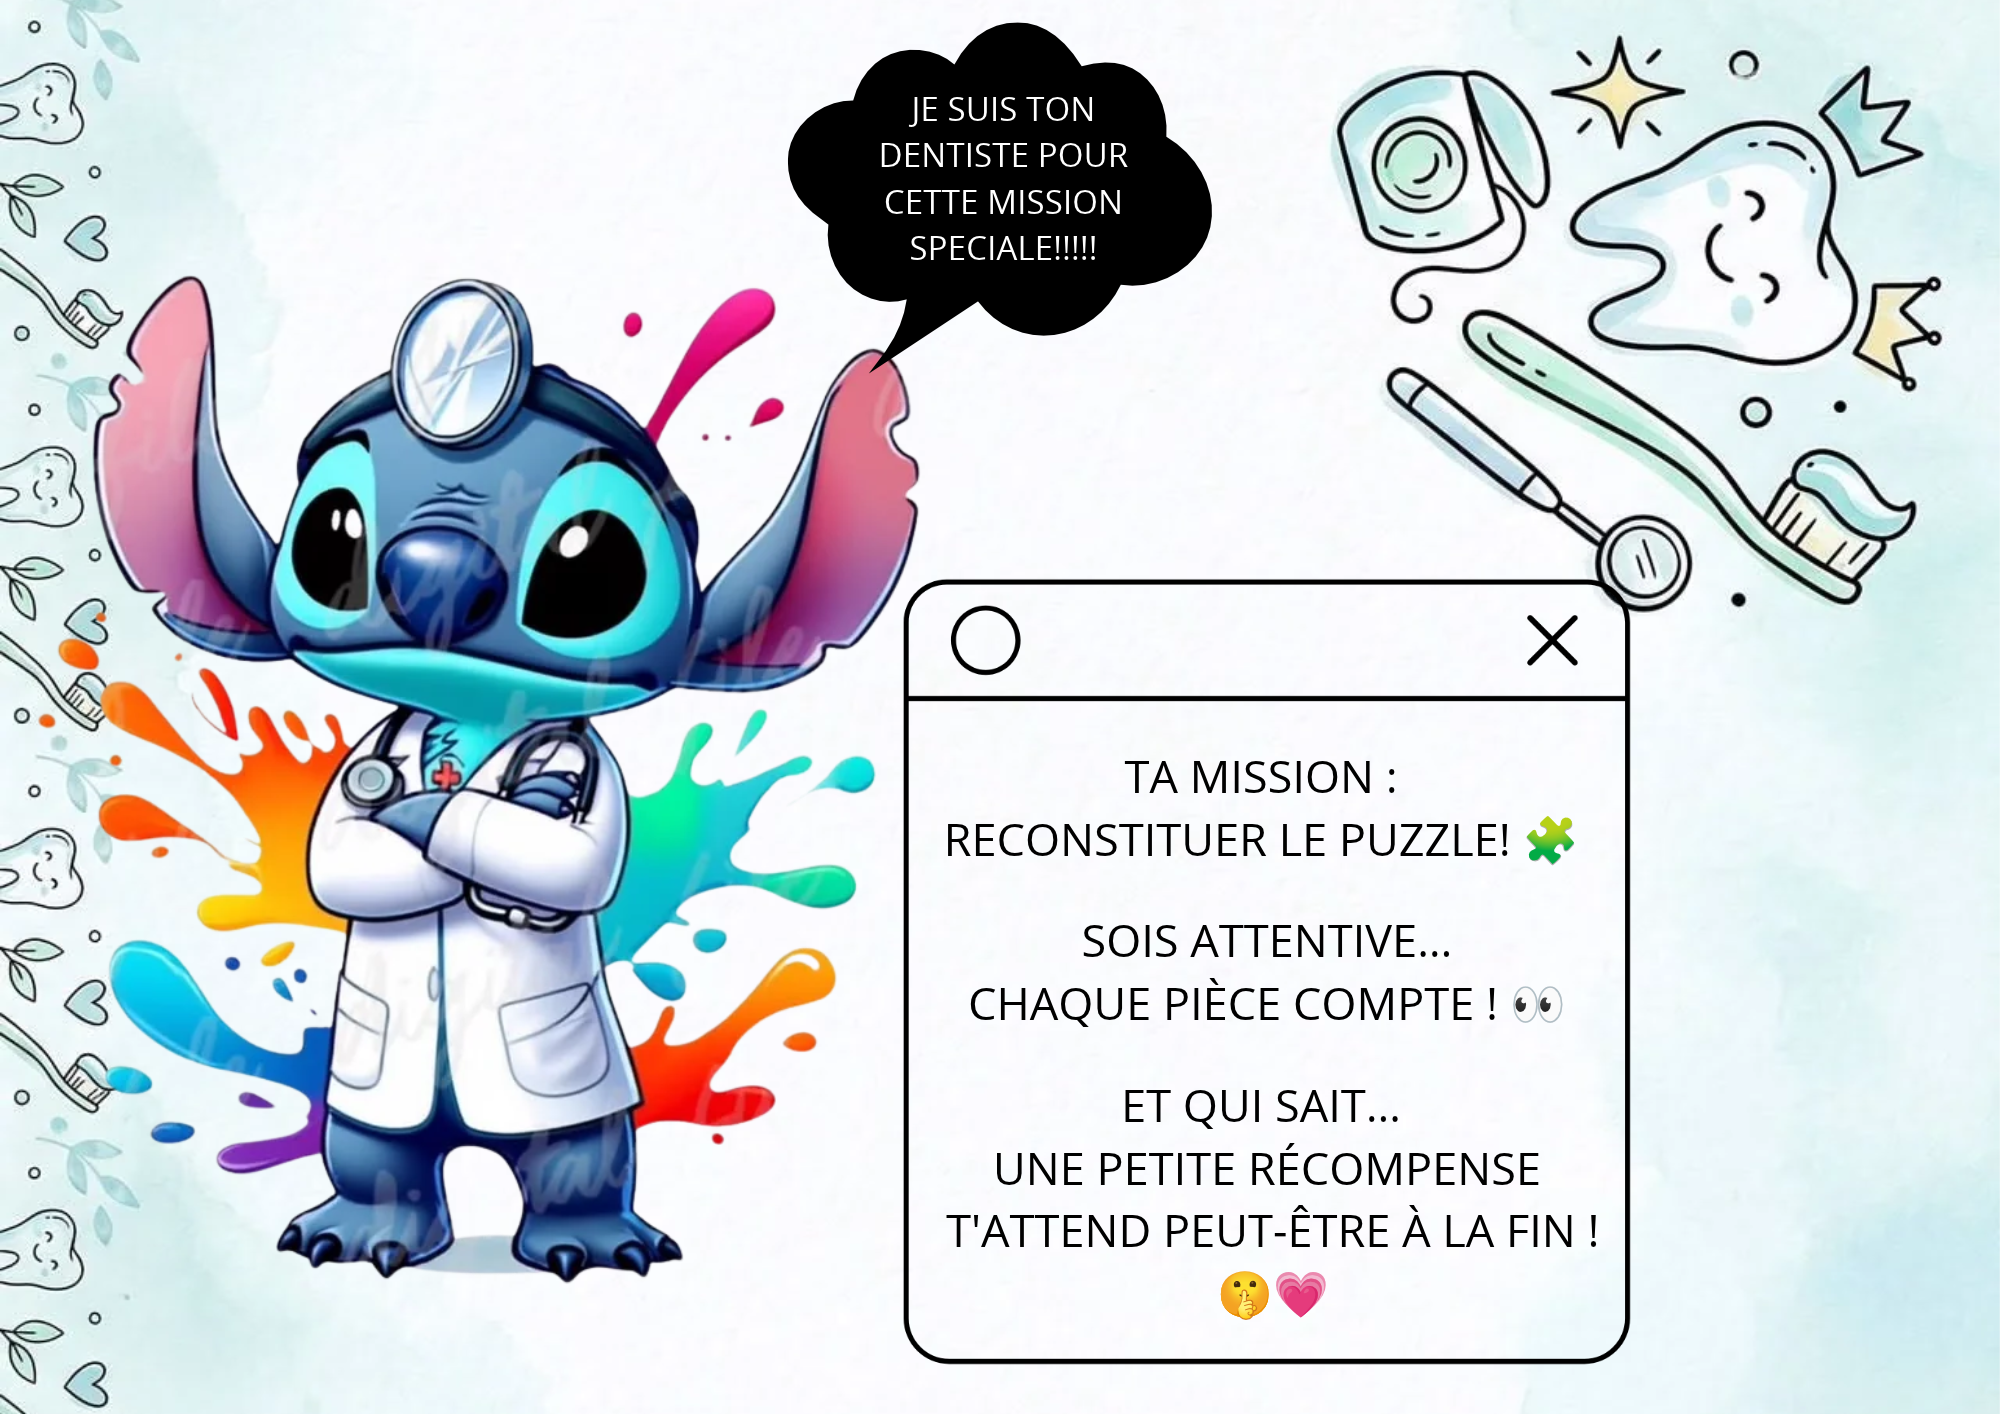 JE SUIS TON
DENTISTE POUR
CETTE MISSION
SPECIALE!!!!!
TA MISSION :
RECONSTITUER LE PUZZLE! 🧩
SOIS ATTENTIVE...
CHAQUE PIÈCE COMPTE ! 👀
ET QUI SAIT...
UNE PETITE RÉCOMPENSE
T'ATTEND PEUT-ÊTRE À LA FIN !
🤫💗